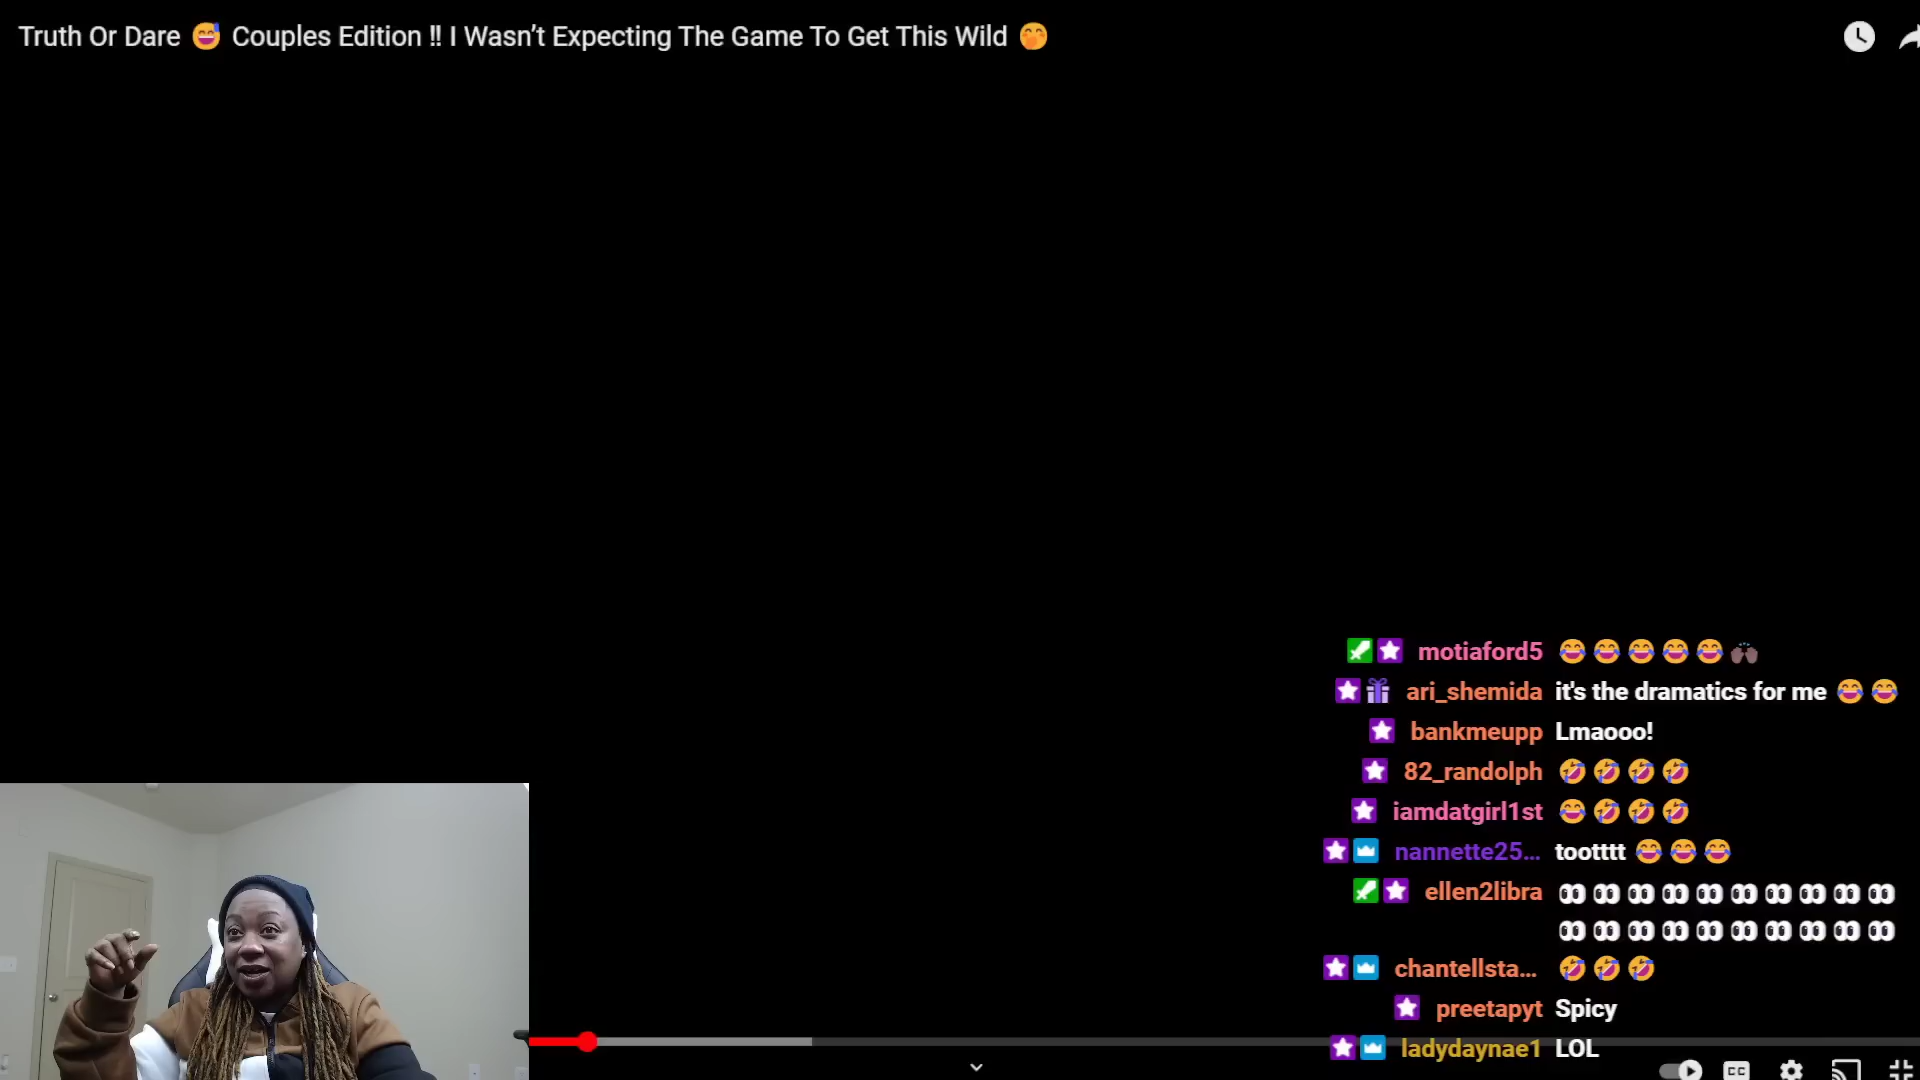 Truth Or Dare 😅 Couples Edition ‼ I Wasn’t Expecting The Game To Get This Wild 🤭
motiaford5 😂😂😂😂😂🙌🏿
ari_shemida it's the dramatics for me 😂😂
bankmeupp Lmaooo!
82_randolph 🤣🤣🤣🤣
iamdatgirl1st 😂🤣🤣🤣
nannette25... tootttt 😂😂😂
ellen2libra 👀👀👀👀👀👀👀👀👀👀
👀👀👀👀👀👀👀👀👀👀
chantellsta... 🤣🤣🤣
preetapyt Spicy
ladydaynae1 LOL
CC